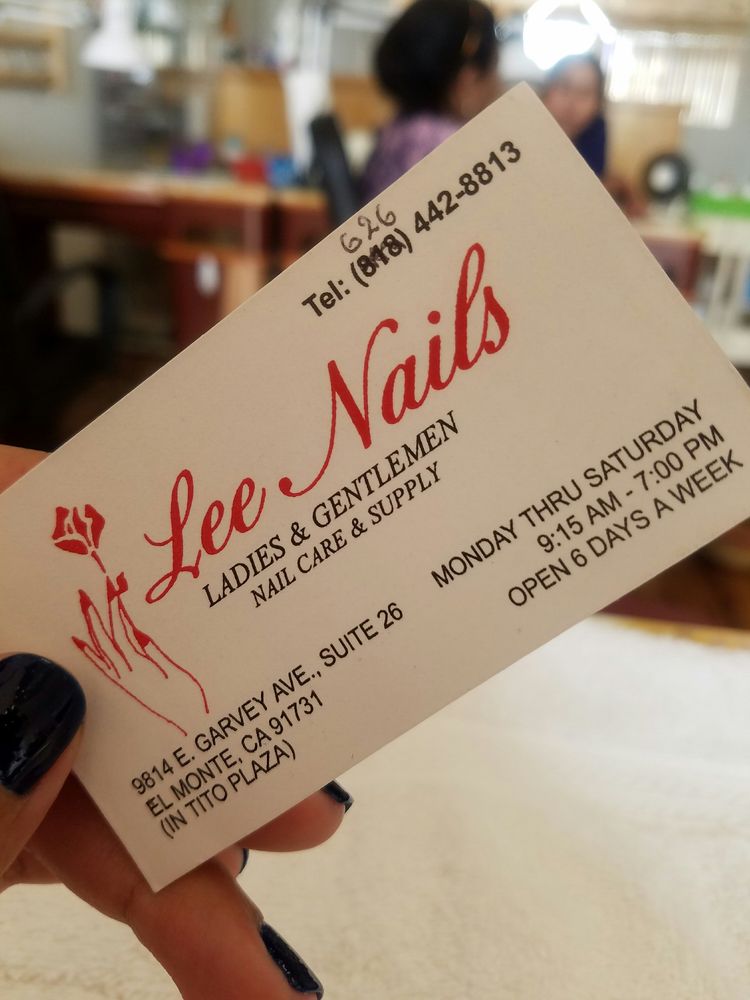 626
Tel: (818) 442-8813
Lee Nails
LADIES & GENTLEMEN
NAIL CARE & SUPPLY
MONDAY THRU SATURDAY
9:15 AM - 7:00 PM
OPEN 6 DAYS A WEEK
9814 E. GARVEY AVE., SUITE 26
EL MONTE, CA 91731
(IN TITO PLAZA)